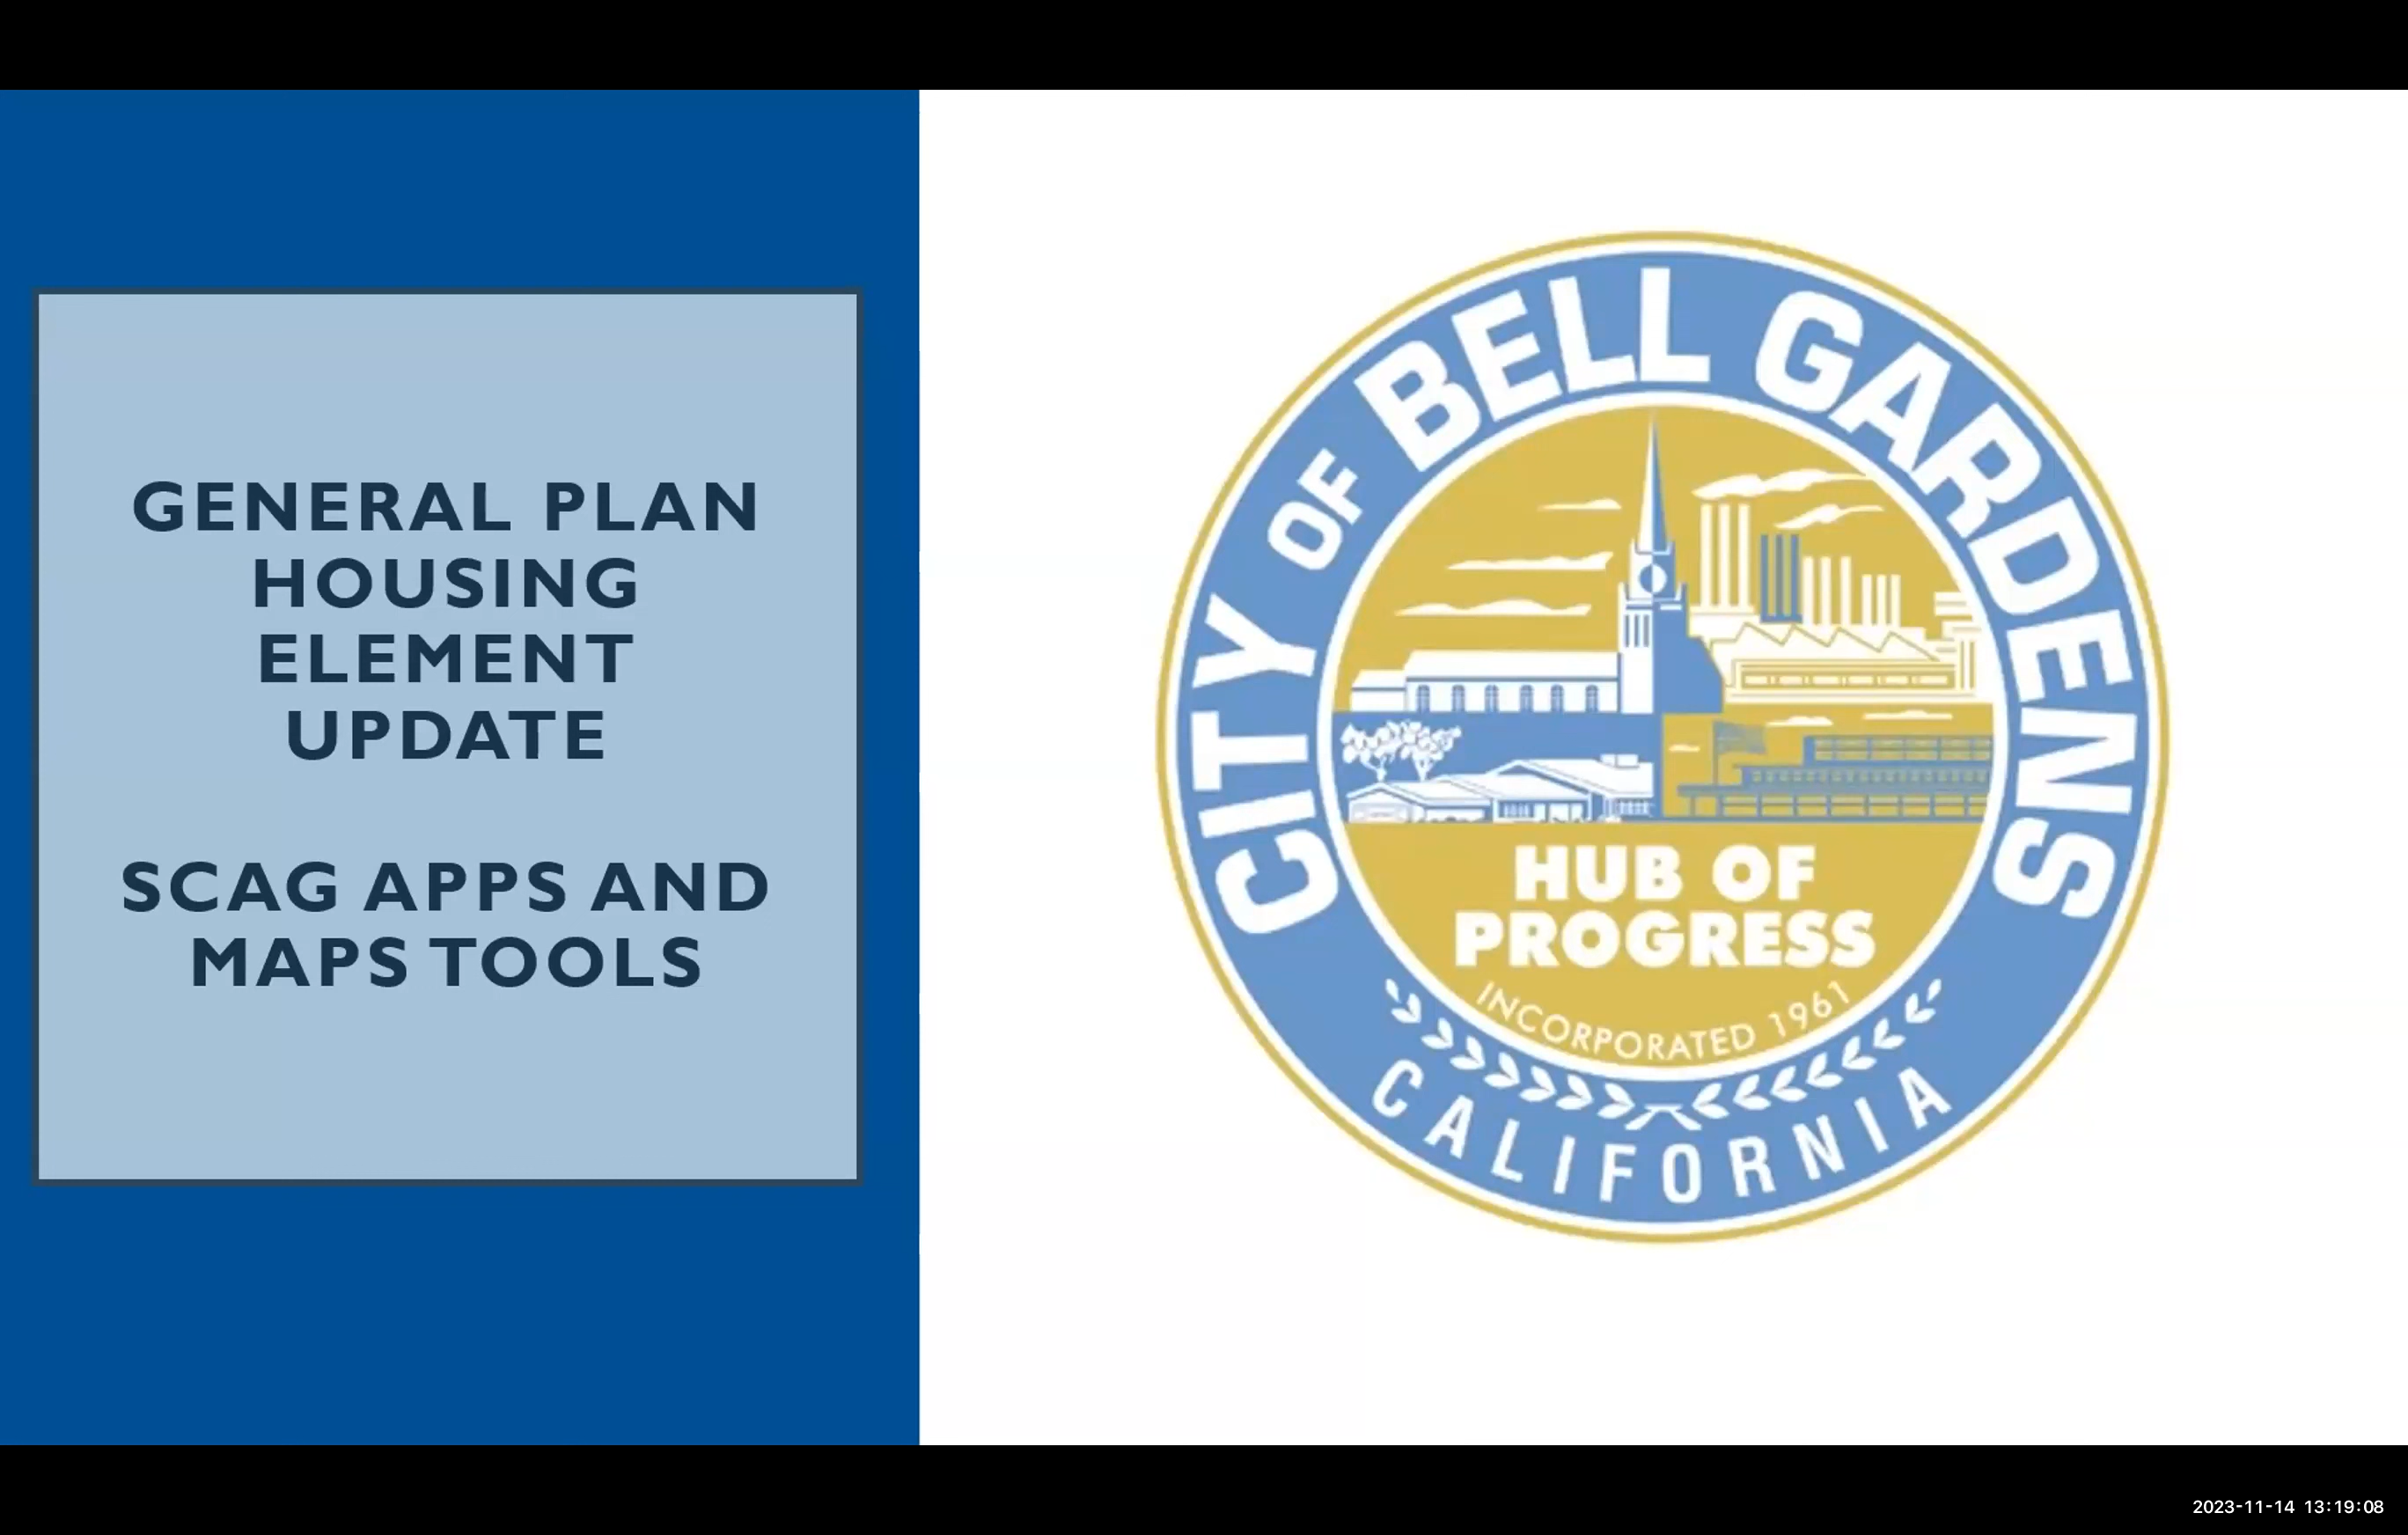 GENERAL PLAN
HOUSING
ELEMENT
UPDATE
SCAG APPS AND
MAPS TOOLS
CITY OF BELL GARDENS
HUB OF
PROGRESS
INCORPORATED 1961
CALIFORNIA
2023-11-14 13:19:08